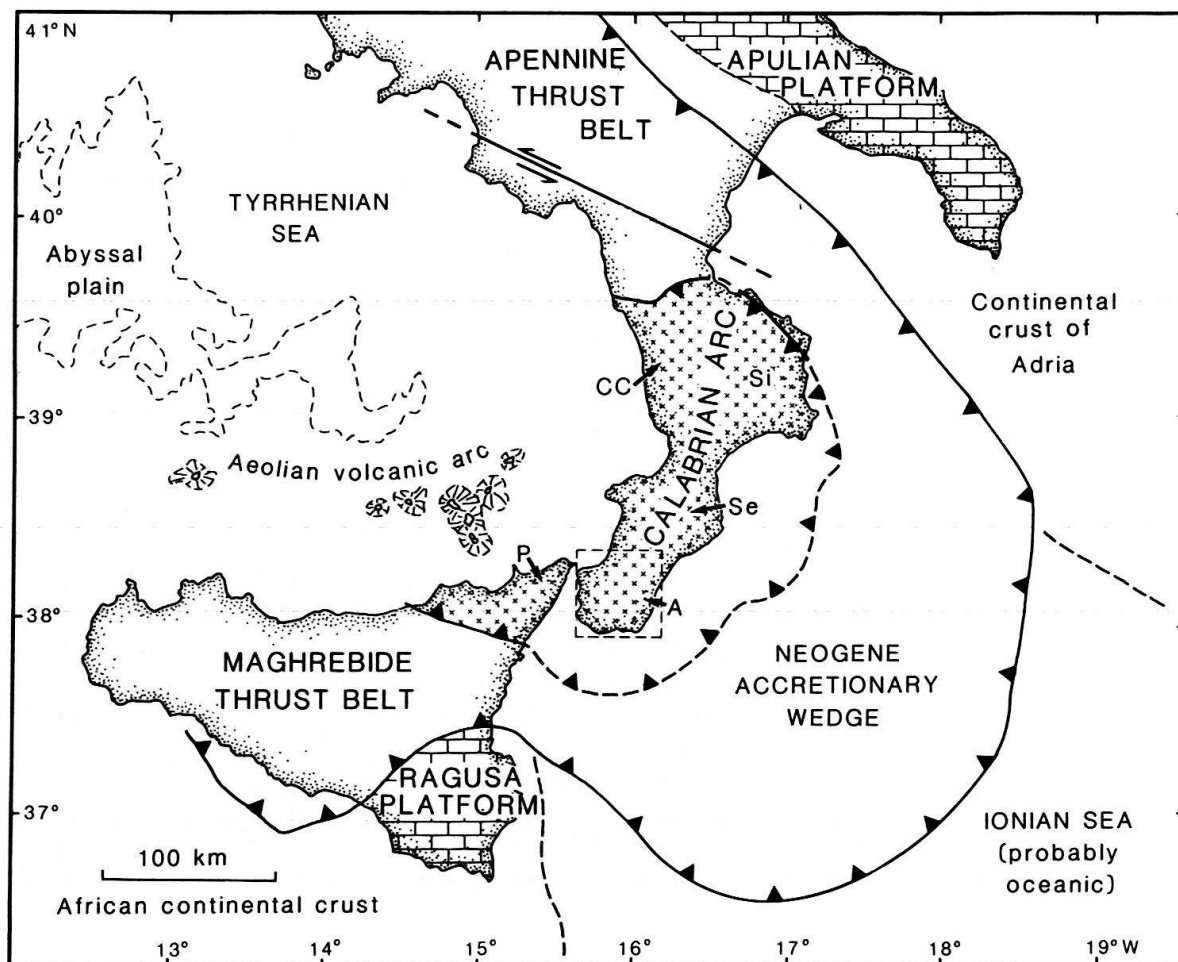 41°N
APENNINE
THRUST
BELT
APULIAN
PLATFORM
TYRRHENIAN
SEA
40°
Abyssal
plain
Continental
crust of
Adria
CC
Si
CALABRIAN ARC
39°
Aeolian volcanic arc
Se
P
A
38°
MAGHREBIDE
THRUST BELT
NEOGENE
ACCRETIONARY
WEDGE
RAGUSA
PLATFORM
37°
IONIAN SEA
(probably
oceanic)
100 km
African continental crust
13°
14°
15°
16°
17°
18°
19°W